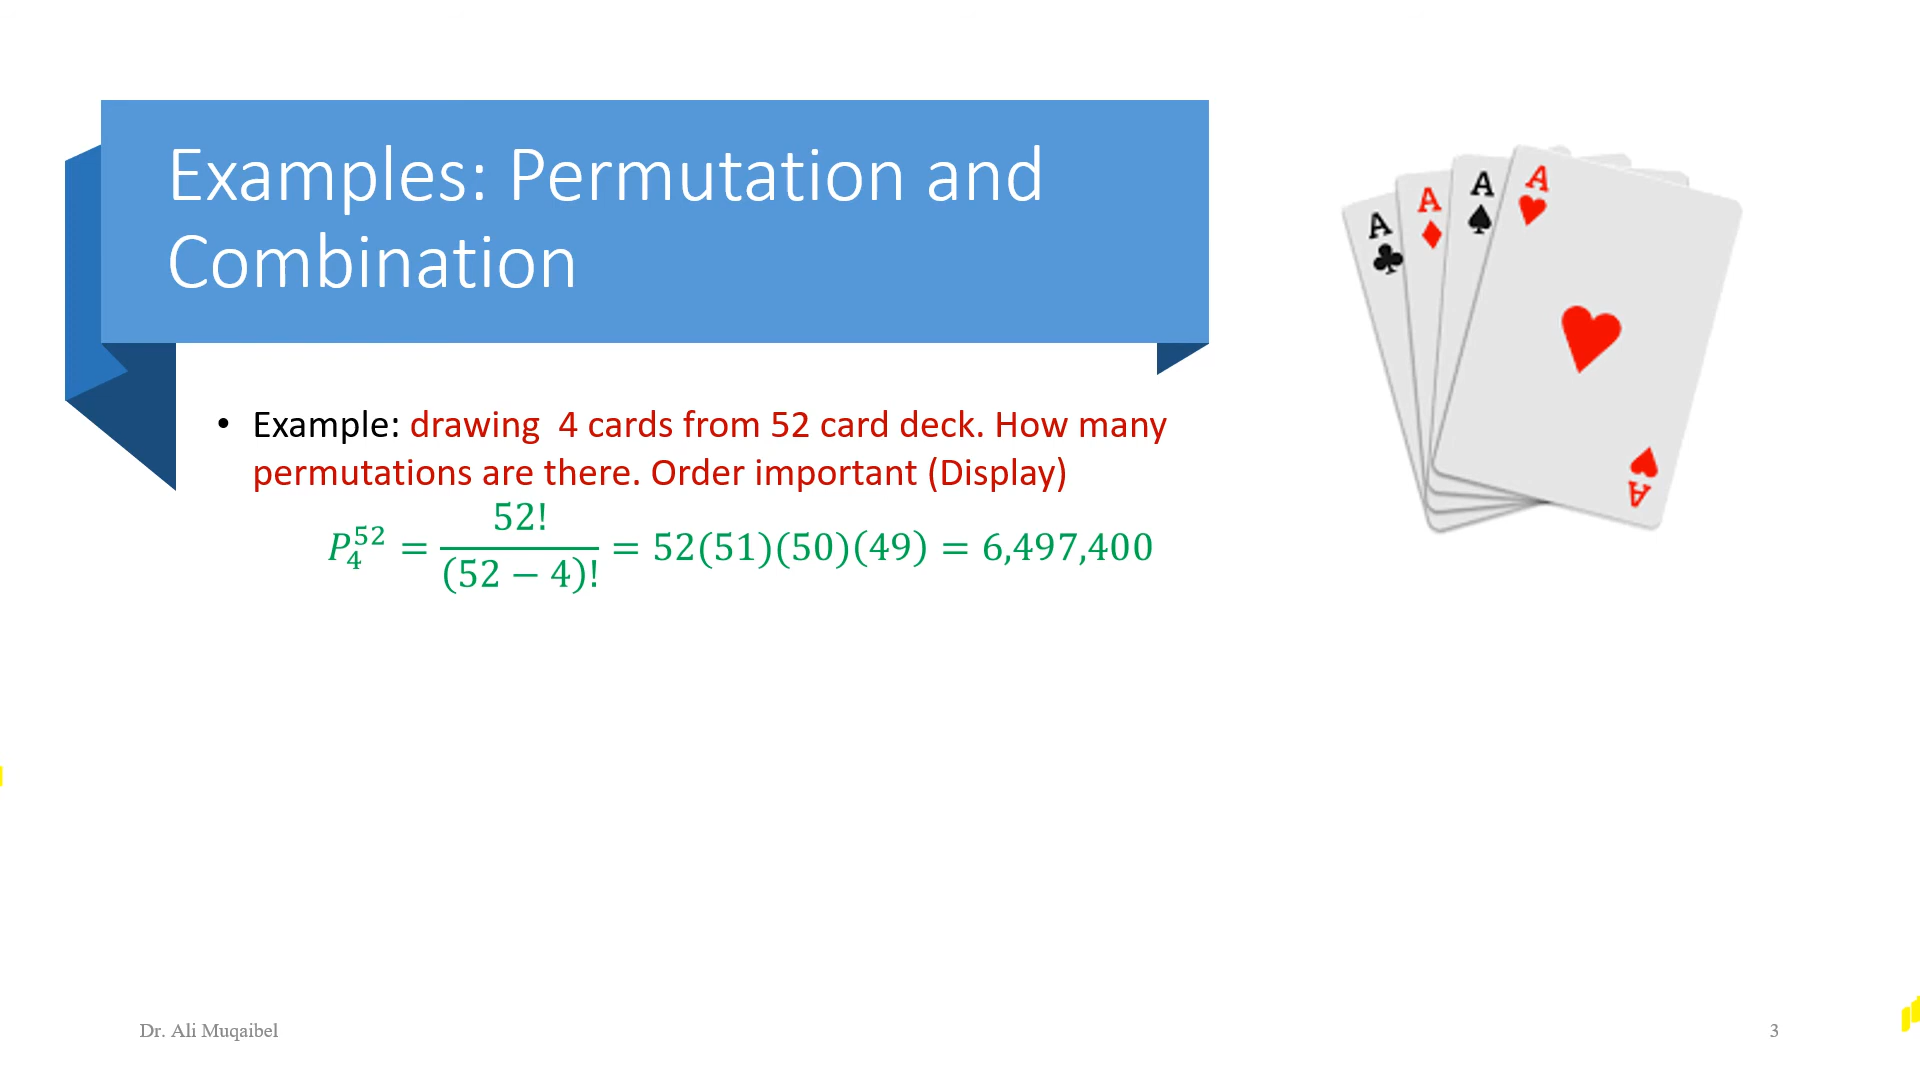 Examples: Permutation and
Combination
• Example: drawing  4 cards from 52 card deck. How many
permutations are there. Order important (Display)
$P_4^{52} = \frac{52!}{(52-4)!} = 52(51)(50)(49) = 6,497,400$
A
A
A
A
A
Dr. Ali Muqaibel
3